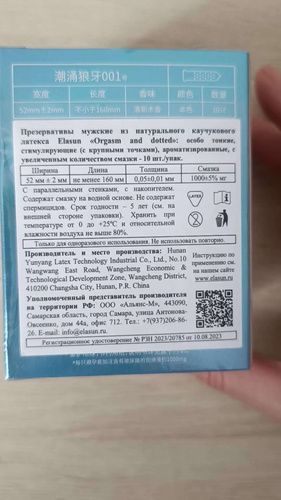 潮涌狼牙001号
宽度 长度 香味 颜色 数量
52mm±2mm 不小于160mm 清新水香 本色
Презервативы мужские из натурального каучукового
латекса Elasun «Orgasm and dotted»: особо тонкие,
стимулирующие (с крупными точками), ароматизированные, с
увеличенным количеством смазки - 10 шт./упак.
Ширина Длина Толщина Смазка
52 мм ± 2 мм не менее 160 мм 0,05±0,01 мм 1000±5% мг
С параллельными стенками, с накопителем.
Содержат смазку на водной основе. Не содержат
спермицидов. Срок годности - 5 лет (см. на
внешней стороне упаковки). Хранить при
температуре от 0 до +25°C и относительной
влажности воздуха не выше 80%.
LATEX
Только для одноразового использования. Не использовать повторно.
Производитель и место производства: Hunan
Yunyang Latex Technology Industrial Co., Ltd., No.10
Wangwang East Road, Wangcheng Economic &
Technological Development Zone, Wangcheng District,
410200 Changsha City, Hunan, P.R. China
Инструкция по применению
на нашем сайте:
www.elasun.ru
Уполномоченный представитель производителя
на территории РФ: ООО «Альянс-М», 443090,
Самарская область, город Самара, улица Антонова-
Овсеенко, дом 44а, офис 712. Тел.: +7(937)206-86-
26. E-mail: info@elasun.ru
Регистрационное удостоверение № РЗН 2023/20785 от 10.08.2023